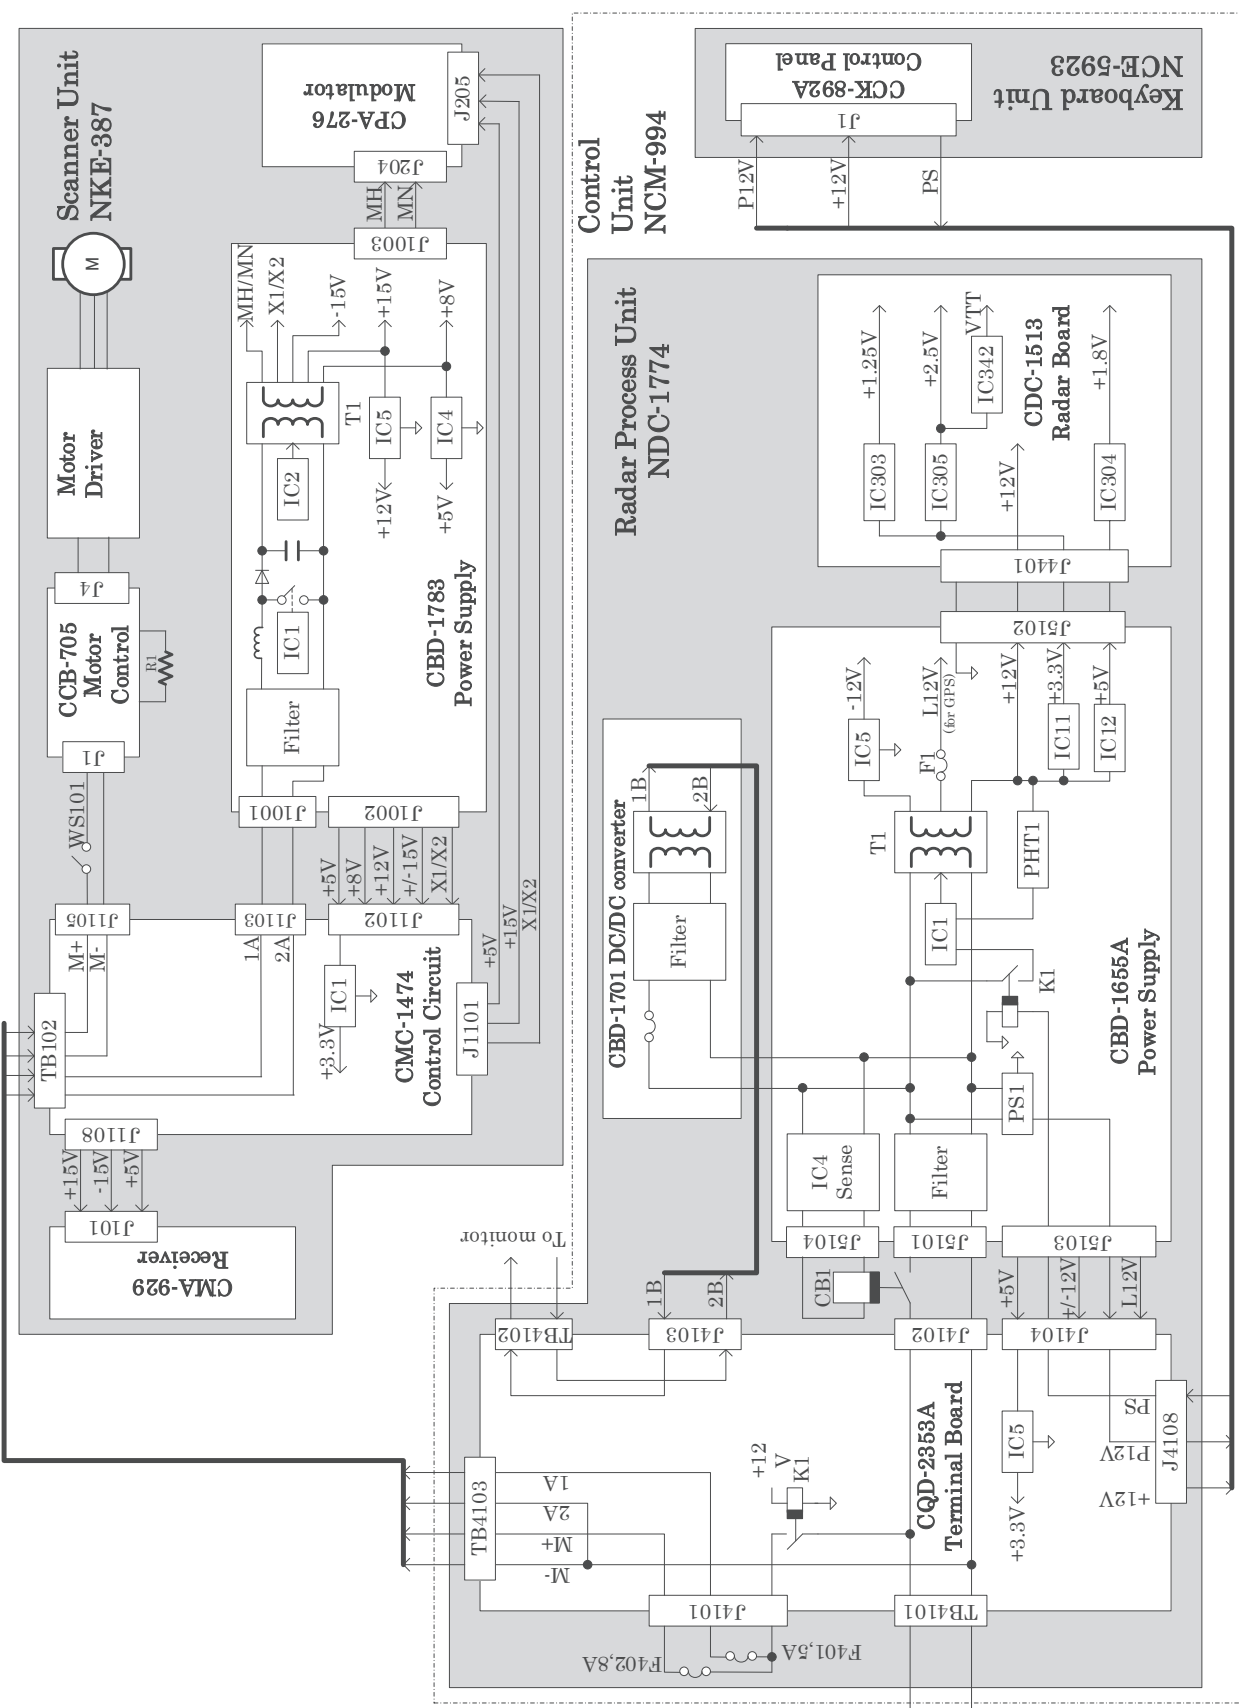 Scanner Unit
NKE-387
M
Motor
Driver
J4
CCB-705
Motor
Control
R1
J1
WS101
J1105
M+
M-
TB102
J1108
+15V
-15V
+5V
J101
CMA-929
Receiver
CPA-276
Modulator
J205
J204
MH
MN
J1003
MH/MN
X1/X2
-15V
+15V
+8V
T1
IC5
IC4
IC2
+12V
+5V
IC1
CBD-1783
Power Supply
Filter
J1001
J1002
+5V
+8V
+12V
+/-15V
X1/X2
J1103
J1102
1A
2A
IC1
+3.3V
CMC-1474
Control Circuit
J1101
+5V
+15V
X1/X2
Control
Unit
NCM-994
Keyboard Unit
NCE-5923
CCK-892A
Control Panel
J1
P12V
+12V
PS
Radar Process Unit
NDC-1774
CDC-1513
Radar Board
+1.25V
+2.5V
VTT
+1.8V
IC342
IC303
IC305
+12V
IC304
J4401
J5102
-12V
L12V
(for GPS)
+12V
+3.3V
+5V
IC5
F1
IC11
IC12
T1
PHT1
IC1
K1
PS1
CBD-1655A
Power Supply
CBD-1701 DC/DC converter
1B
2B
Filter
IC4
Sense
Filter
J5104
J5101
J5103
CB1
+5V
+/-12V
L12V
To monitor
1B
2B
TB4102
J4103
J4102
J4104
CQD-2353A
Terminal Board
IC5
+3.3V
PS
P12V
+12V
J4108
TB4103
1A
2A
M+
M-
+12
V
K1
J4101
TB4101
F402,8A
F401,5A